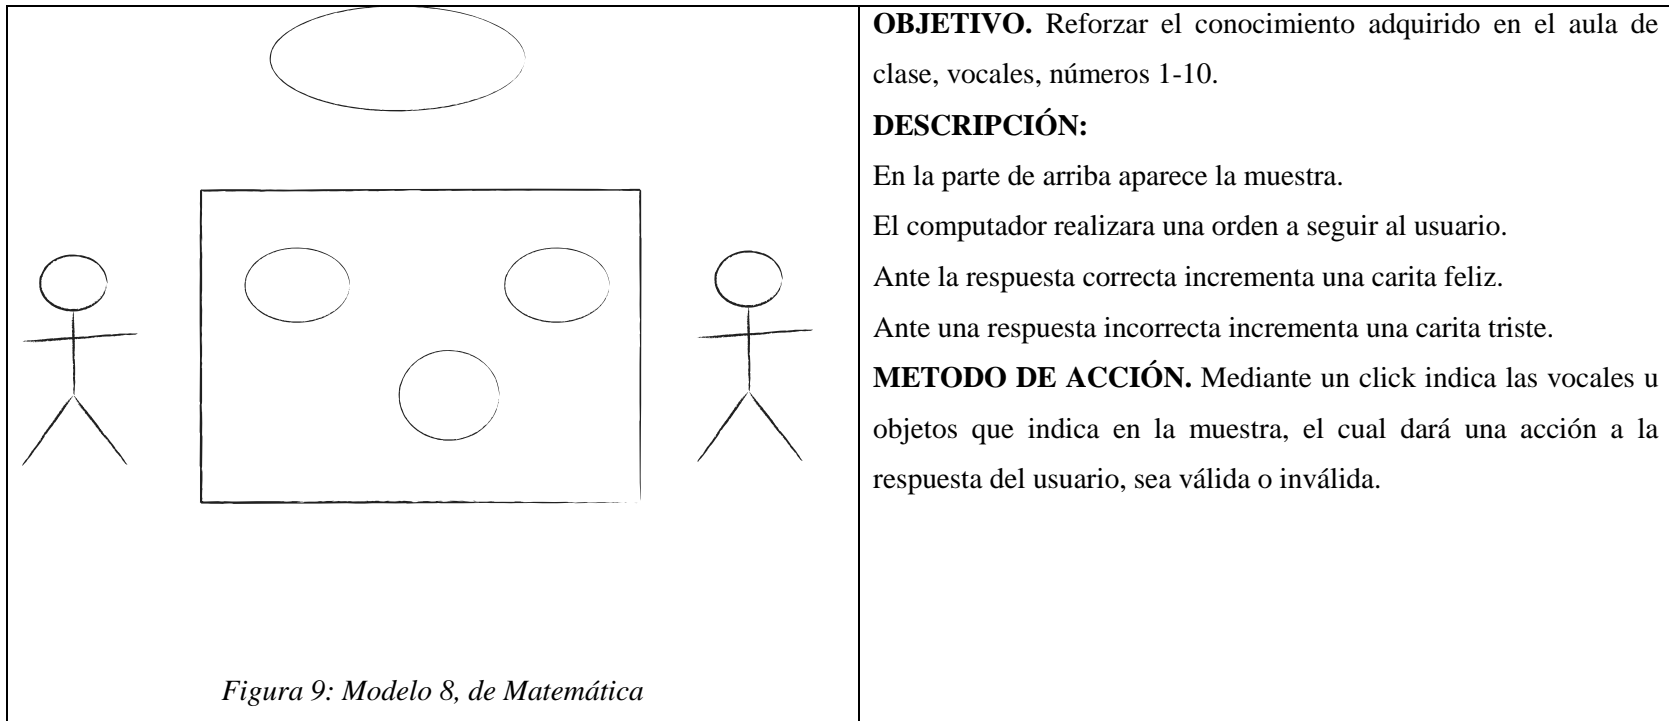 OBJETIVO. Reforzar el conocimiento adquirido en el aula de
clase, vocales, números 1-10.
DESCRIPCIÓN:
En la parte de arriba aparece la muestra.
El computador realizara una orden a seguir al usuario.
Ante la respuesta correcta incrementa una carita feliz.
Ante una respuesta incorrecta incrementa una carita triste.
METODO DE ACCIÓN. Mediante un click indica las vocales u
objetos que indica en la muestra, el cual dará una acción a la
respuesta del usuario, sea válida o inválida.
Figura 9: Modelo 8, de Matemática